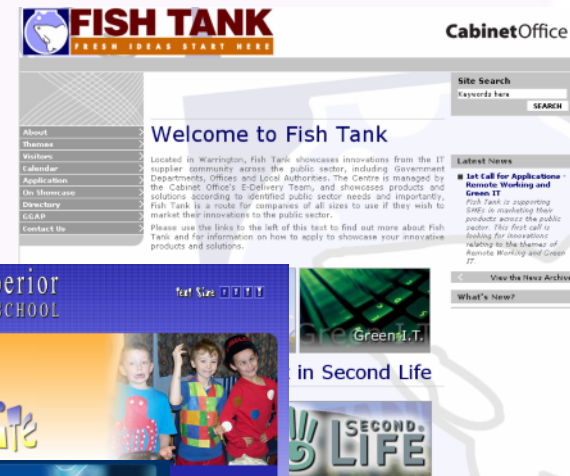 FISH TANK
FRESH IDEAS START HERE
CabinetOffice
Site Search
Keywords here
SEARCH
About
Themes
Visitors
Calendar
Application
On Showcase
Directory
GGAP
Contact Us
Welcome to Fish Tank
Located in Warrington, Fish Tank showcases innovations from the IT
supplier community across the public sector, including Government
Departments, Offices and Local Authorities. The Centre is managed by
the Cabinet Office's E-Delivery Team, and showcases products and
solutions according to identified public sector needs and importantly,
Fish Tank is a route for companies of all sizes to use if they wish to
market their innovations to the public sector.
Please use the links to the left of this text to find out more about Fish
Tank and for information on how to apply to showcase your innovative
products and solutions.
Latest News
1st Call for Applications -
Remote Working and
Green IT
Fish Tank is supporting
SMEs in marketing their
products across the public
sector. This first call is
looking for innovations
relating to the themes of
Remote Working and Green
IT
View the News Archive
What's New?
perior
SCHOOL
Text Size T T T T
Green I.T.
in Second Life
SECOND
LIFE